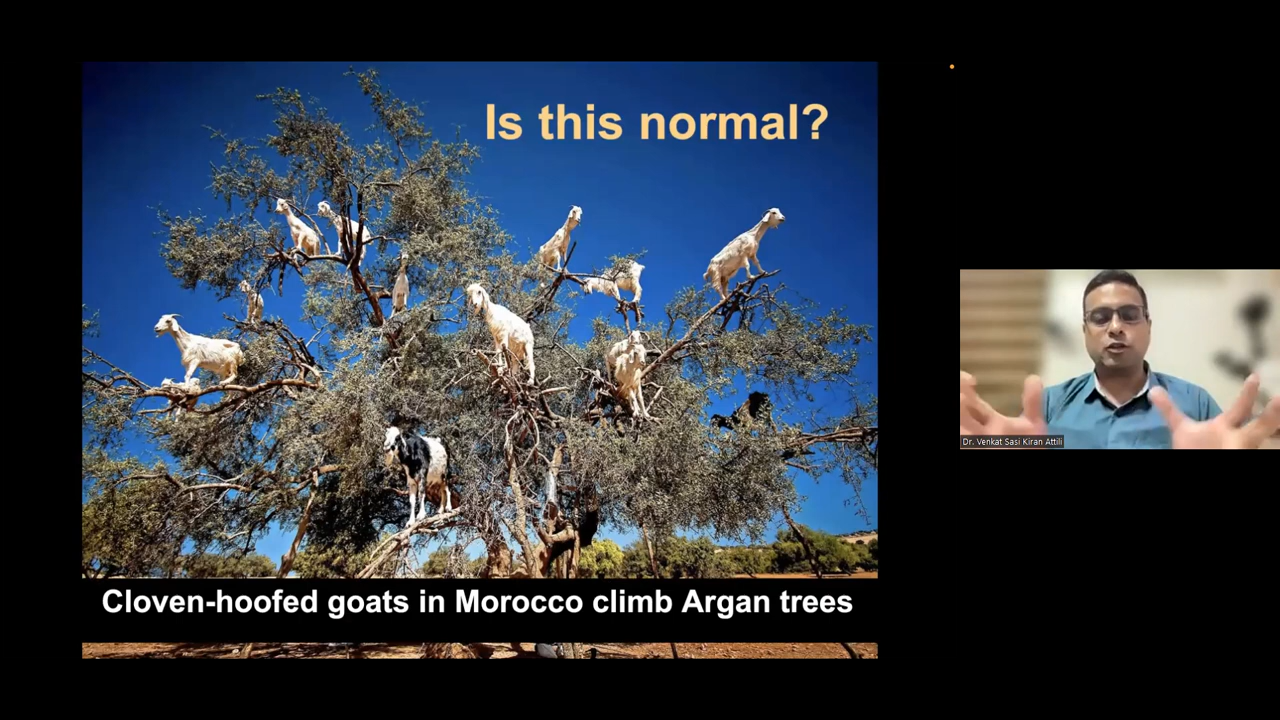 Is this normal?
Cloven-hoofed goats in Morocco climb Argan trees
Dr. Venkat Sasi Kiran Attili